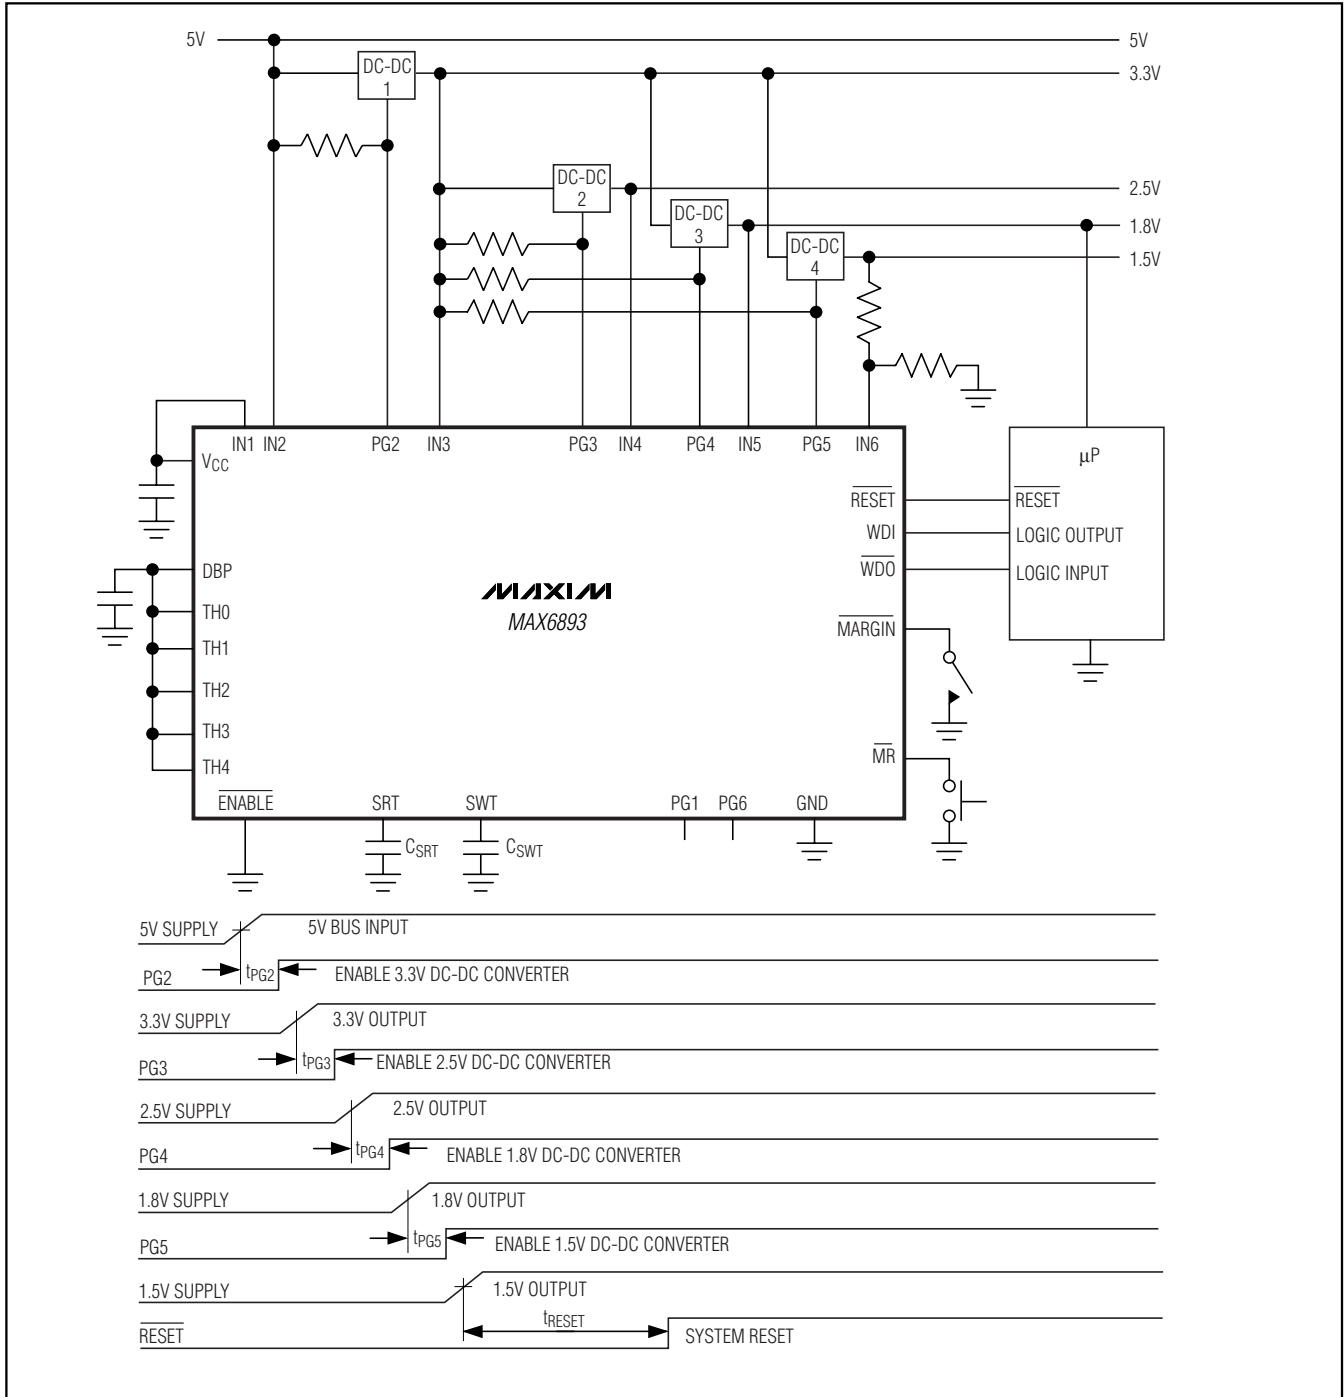 5V
5V
DC-DC
1
3.3V
DC-DC
2
2.5V
DC-DC
3
1.8V
DC-DC
4
1.5V
IN1 IN2 PG2 IN3 PG3 IN4 PG4 IN5 PG5 IN6
VCC
μP
RESET
RESET
WDI
LOGIC OUTPUT
WDO
LOGIC INPUT
DBP
TH0
TH1
TH2
TH3
TH4
MAXIM
MAX6893
MARGIN
MR
ENABLE SRT SWT PG1 PG6 GND
CSRT
CSWT
5V SUPPLY
5V BUS INPUT
PG2
tPG2
ENABLE 3.3V DC-DC CONVERTER
3.3V SUPPLY
3.3V OUTPUT
PG3
tPG3
ENABLE 2.5V DC-DC CONVERTER
2.5V SUPPLY
2.5V OUTPUT
PG4
tPG4
ENABLE 1.8V DC-DC CONVERTER
1.8V SUPPLY
1.8V OUTPUT
PG5
tPG5
ENABLE 1.5V DC-DC CONVERTER
1.5V SUPPLY
1.5V OUTPUT
tRESET
RESET
SYSTEM RESET